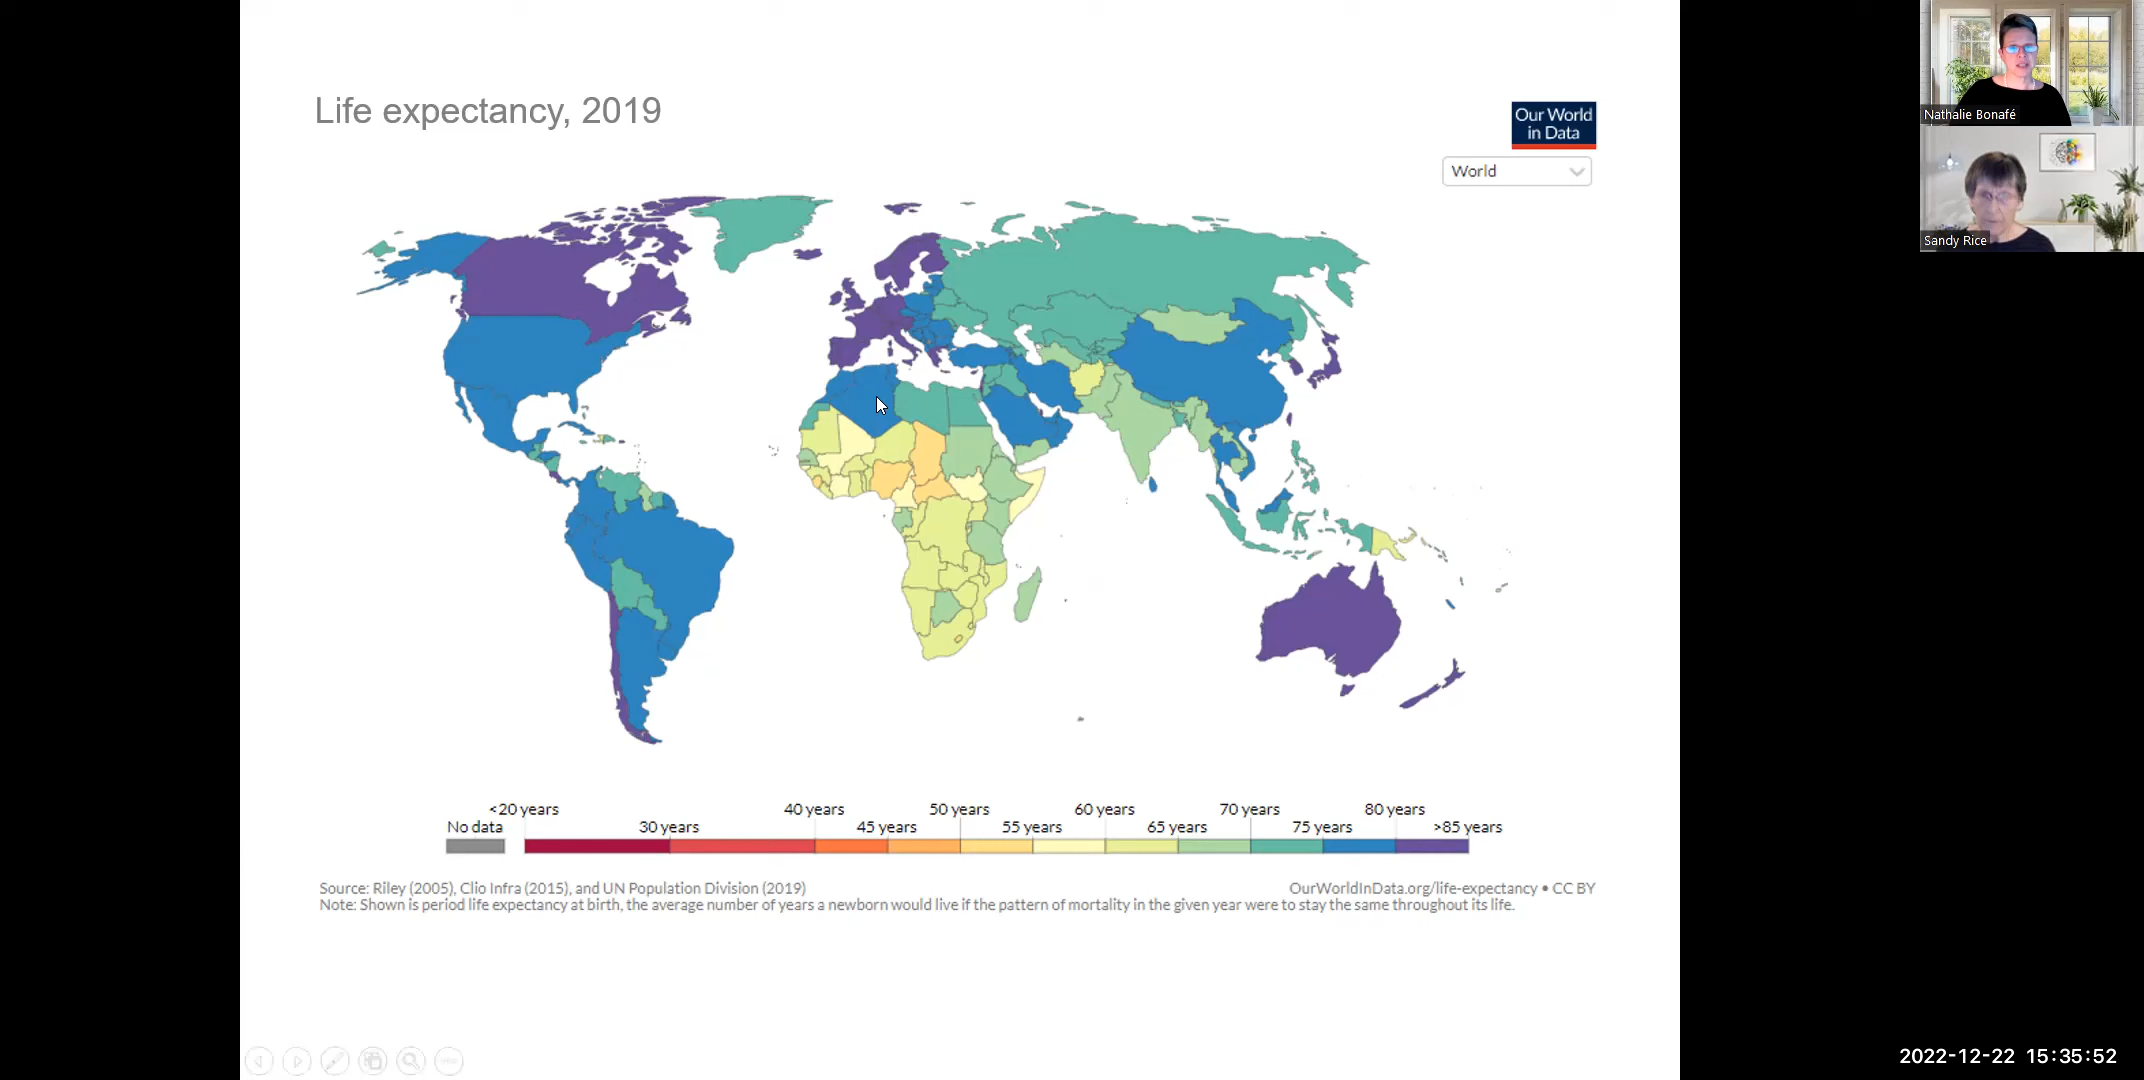 Life expectancy, 2019
Our World
in Data
World
Nathalie Bonafé
Sandy Rice
<20 years
40 years
50 years
60 years
70 years
80 years
No data
30 years
45 years
55 years
65 years
75 years
>85 years
Source: Riley (2005), Clio Infra (2015), and UN Population Division (2019)
OurWorldInData.org/life-expectancy • CC BY
Note: Shown is period life expectancy at birth, the average number of years a newborn would live if the pattern of mortality in the given year were to stay the same throughout its life.
2022-12-22 15:35:52